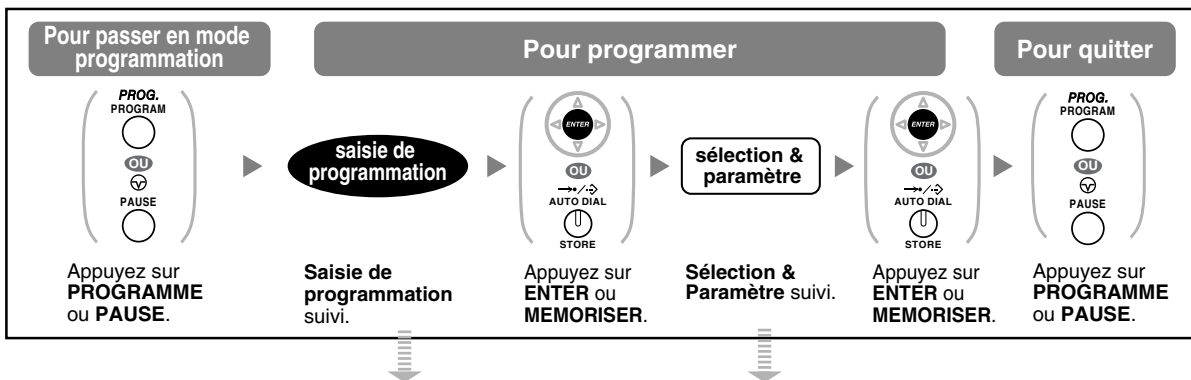 Pour passer en mode
programmation
Pour programmer
Pour quitter
PROG.
PROGRAM
OU
PAUSE
saisie de
programmation
ENTER
OU
AUTO DIAL
STORE
sélection &
paramètre
ENTER
OU
AUTO DIAL
STORE
PROG.
PROGRAM
OU
PAUSE
Appuyez sur
PROGRAMME
ou PAUSE.
Saisie de
programmation
suivi.
Appuyez sur
ENTER ou
MEMORISER.
Sélection &
Paramètre suivi.
Appuyez sur
ENTER ou
MEMORISER.
Appuyez sur
PROGRAMME
ou PAUSE.